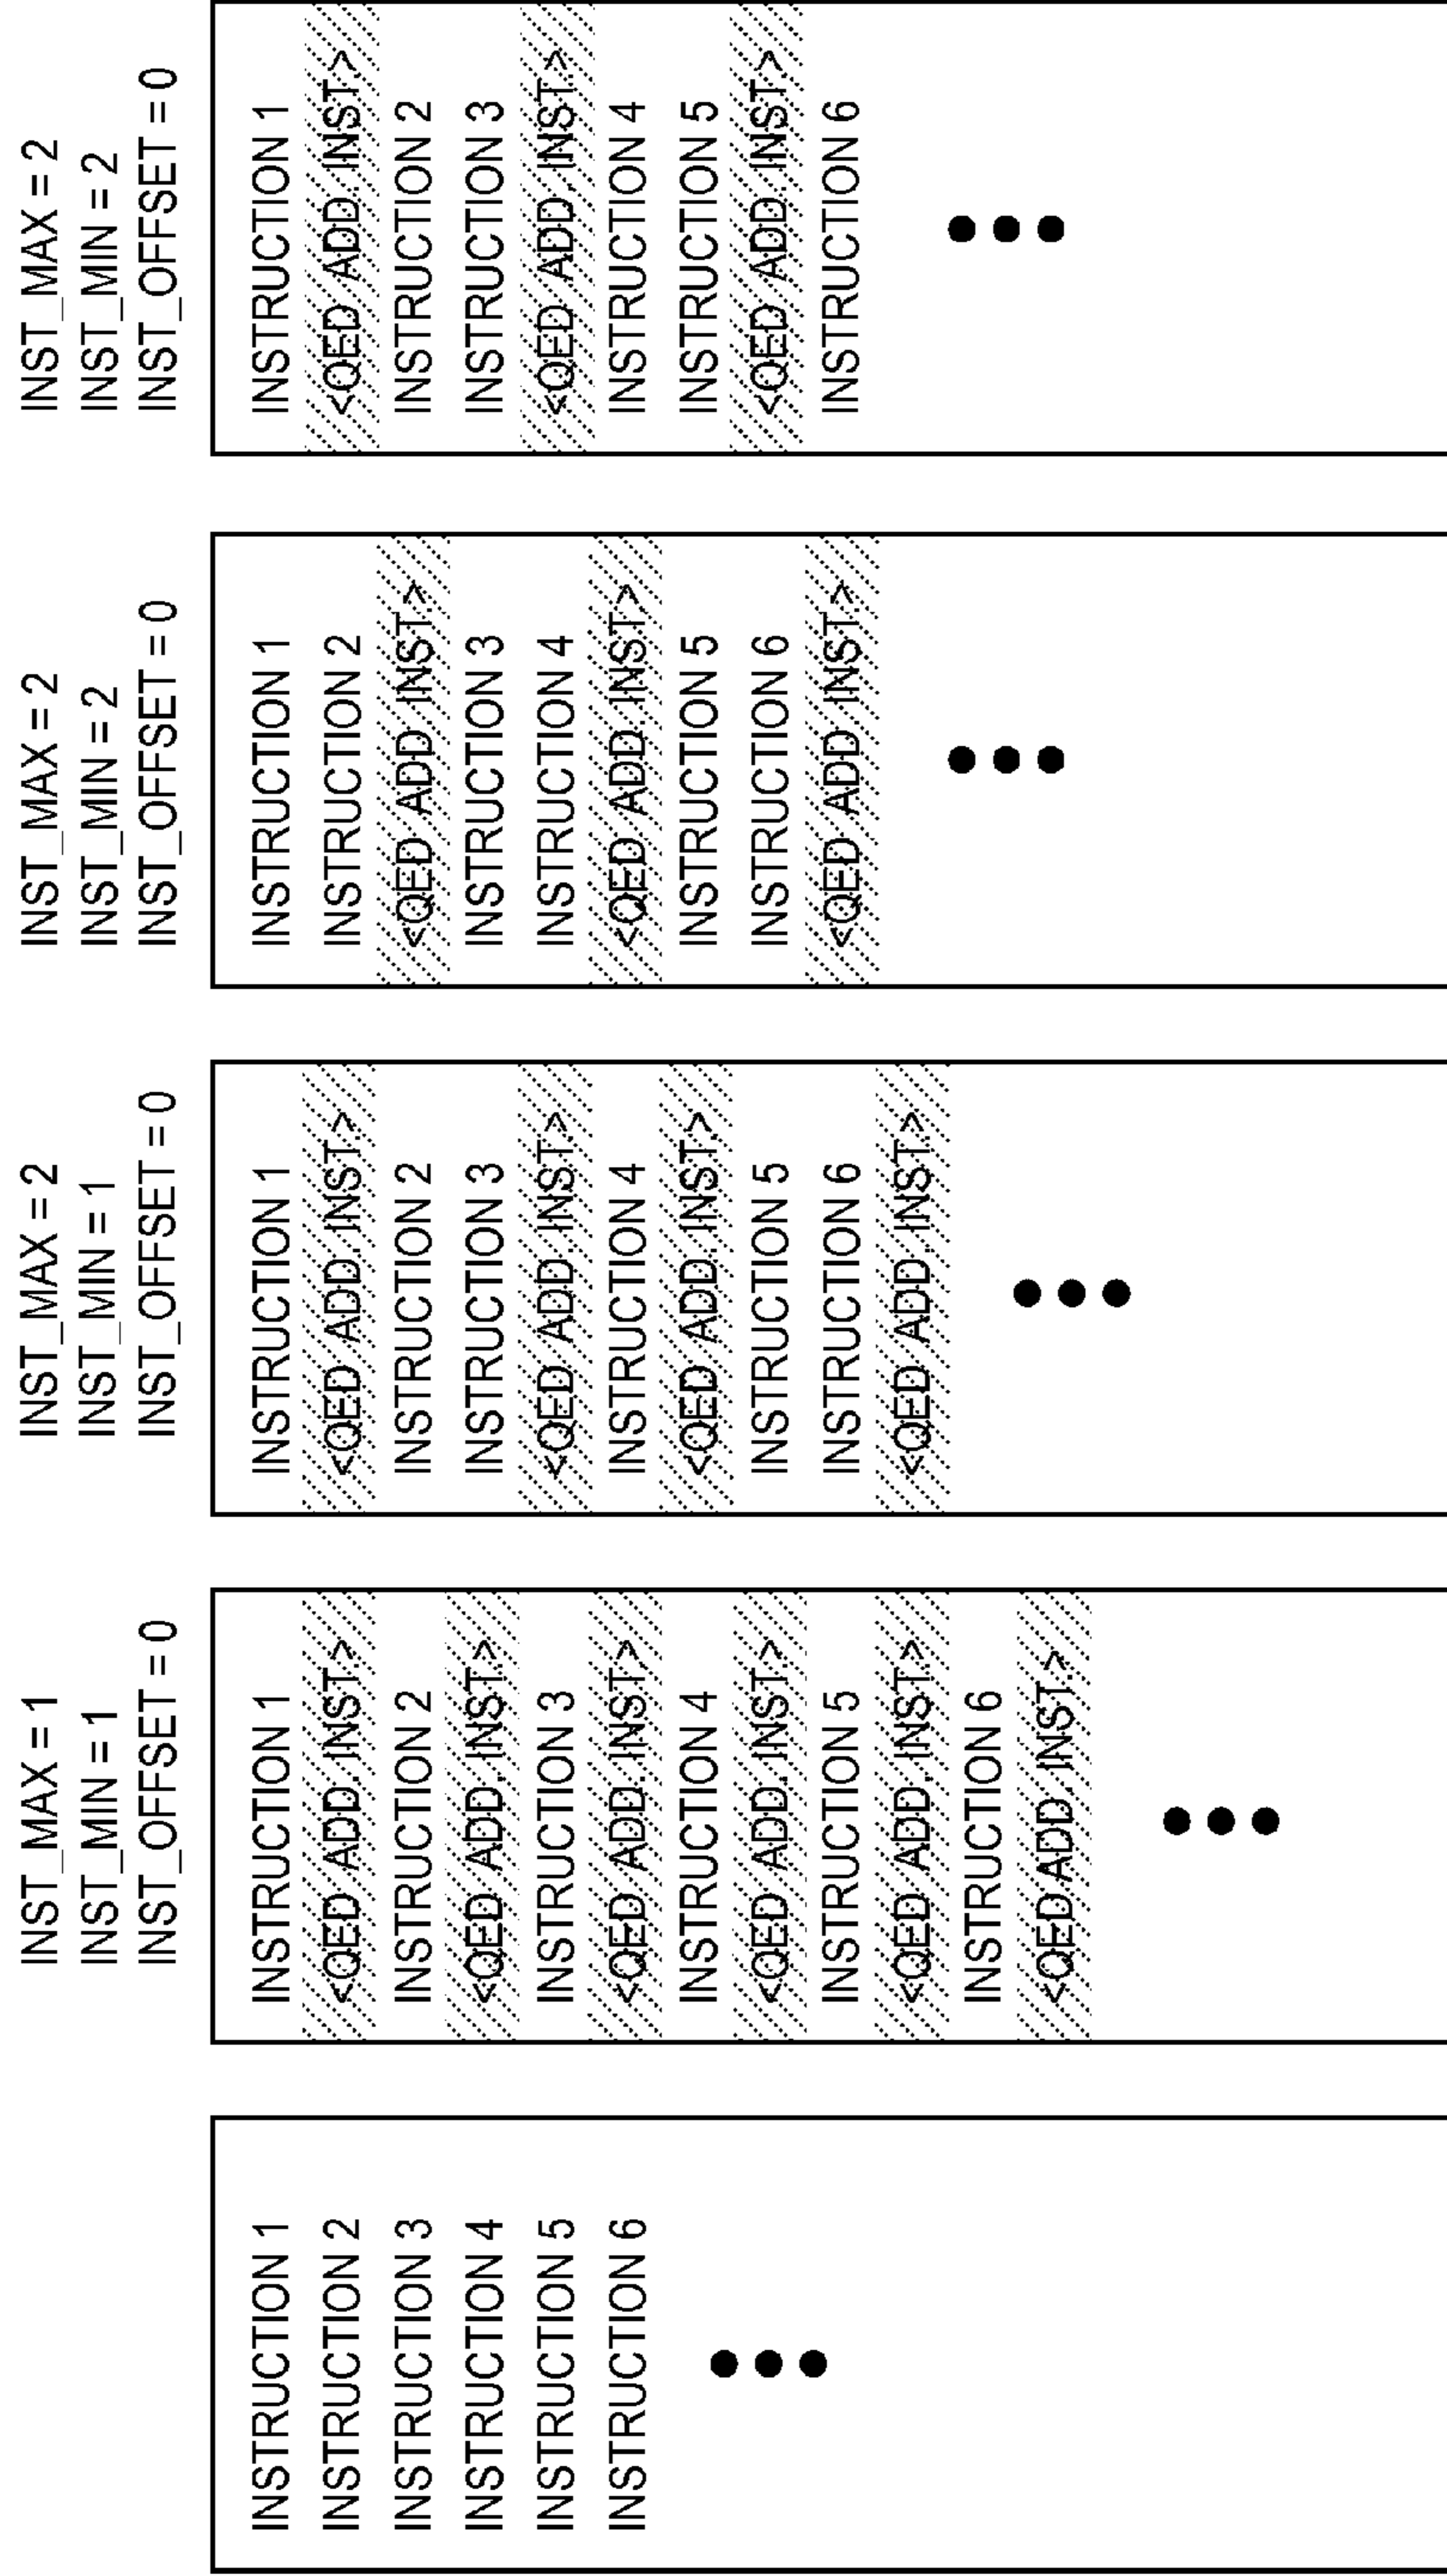 INSTRUCTION 1
INSTRUCTION 2
INSTRUCTION 3
INSTRUCTION 4
INSTRUCTION 5
INSTRUCTION 6
INST_MAX = 1
INST_MIN = 1
INST_OFFSET = 0
INSTRUCTION 1
<QED ADD. INST.>
INSTRUCTION 2
<QED ADD. INST.>
INSTRUCTION 3
<QED ADD. INST.>
INSTRUCTION 4
<QED ADD. INST.>
INSTRUCTION 5
<QED ADD. INST.>
INSTRUCTION 6
<QED ADD. INST.>
INST_MAX = 2
INST_MIN = 1
INST_OFFSET = 0
INSTRUCTION 1
<QED ADD. INST.>
INSTRUCTION 2
INSTRUCTION 3
<QED ADD. INST.>
INSTRUCTION 4
<QED ADD. INST.>
INSTRUCTION 5
INSTRUCTION 6
<QED ADD. INST.>
INST_MAX = 2
INST_MIN = 2
INST_OFFSET = 0
INSTRUCTION 1
INSTRUCTION 2
<QED ADD. INST.>
INSTRUCTION 3
INSTRUCTION 4
<QED ADD. INST.>
INSTRUCTION 5
INSTRUCTION 6
<QED ADD. INST.>
INST_MAX = 2
INST_MIN = 2
INST_OFFSET = 0
INSTRUCTION 1
<QED ADD. INST.>
INSTRUCTION 2
INSTRUCTION 3
<QED ADD. INST.>
INSTRUCTION 4
INSTRUCTION 5
<QED ADD. INST.>
INSTRUCTION 6